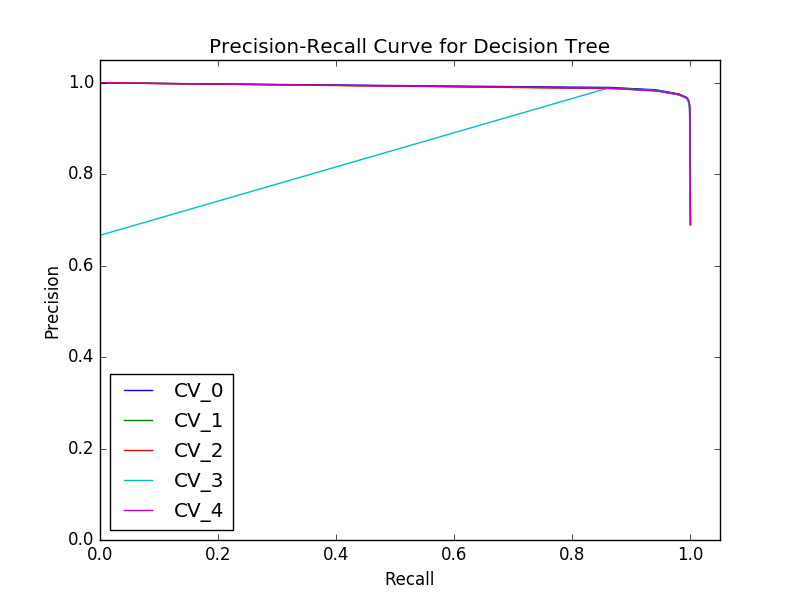 Precision-Recall Curve for Decision Tree
1.0
0.8
0.6
0.4
0.2
0.0
Precision
CV_0
CV_1
CV_2
CV_3
CV_4
0.0 0.2 0.4 0.6 0.8 1.0
Recall